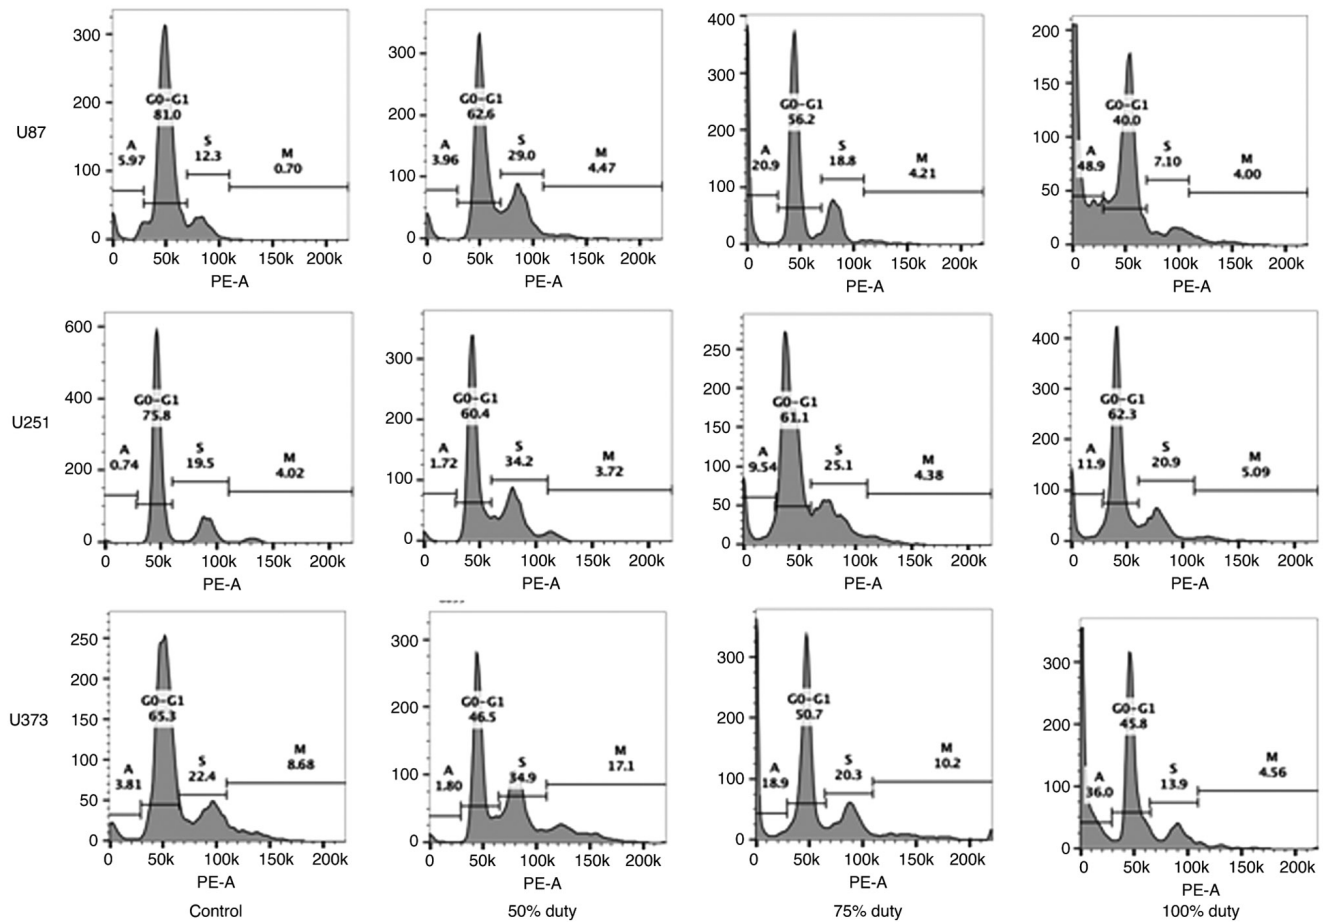 U87
300
200
100
0
A
5.97
G0-G1
81.0
S
12.3
M
0.70
0 50k 100k 150k 200k
PE-A
300
200
100
0
A
3.96
G0-G1
62.6
S
29.0
M
4.47
0 50k 100k 150k 200k
PE-A
400
300
200
100
0
A
20.9
G0-G1
56.2
S
18.8
M
4.21
0 50k 100k 150k 200k
PE-A
200
150
100
50
0
A
48.9
G0-G1
40.0
S
7.10
M
4.00
0 50k 100k 150k 200k
PE-A
U251
600
400
200
0
A
0.74
G0-G1
75.8
S
19.5
M
4.02
0 50k 100k 150k 200k
PE-A
300
200
100
0
A
1.72
G0-G1
60.4
S
34.2
M
3.72
0 50k 100k 150k 200k
PE-A
250
200
150
100
50
0
A
9.54
G0-G1
61.1
S
25.1
M
4.38
0 50k 100k 150k 200k
PE-A
400
300
200
100
0
A
11.9
G0-G1
62.3
S
20.9
M
5.09
0 50k 100k 150k 200k
PE-A
U373
250
200
150
100
50
0
A
3.81
G0-G1
65.3
S
22.4
M
8.68
0 50k 100k 150k 200k
PE-A
Control
300
200
100
0
A
1.80
G0-G1
46.5
S
34.9
M
17.1
0 50k 100k 150k 200k
PE-A
50% duty
300
200
100
0
A
18.9
G0-G1
50.7
S
20.3
M
10.2
0 50k 100k 150k 200k
PE-A
75% duty
300
200
100
0
A
36.0
G0-G1
45.8
S
13.9
M
4.56
0 50k 100k 150k 200k
PE-A
100% duty